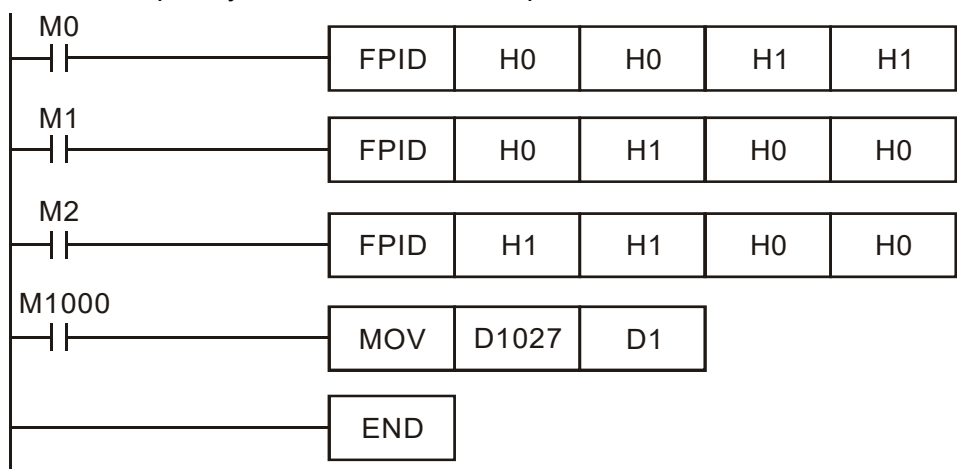 M0
FPID H0 H0 H1 H1
M1
FPID H0 H1 H0 H0
M2
FPID H1 H1 H0 H0
M1000
MOV D1027 D1
END